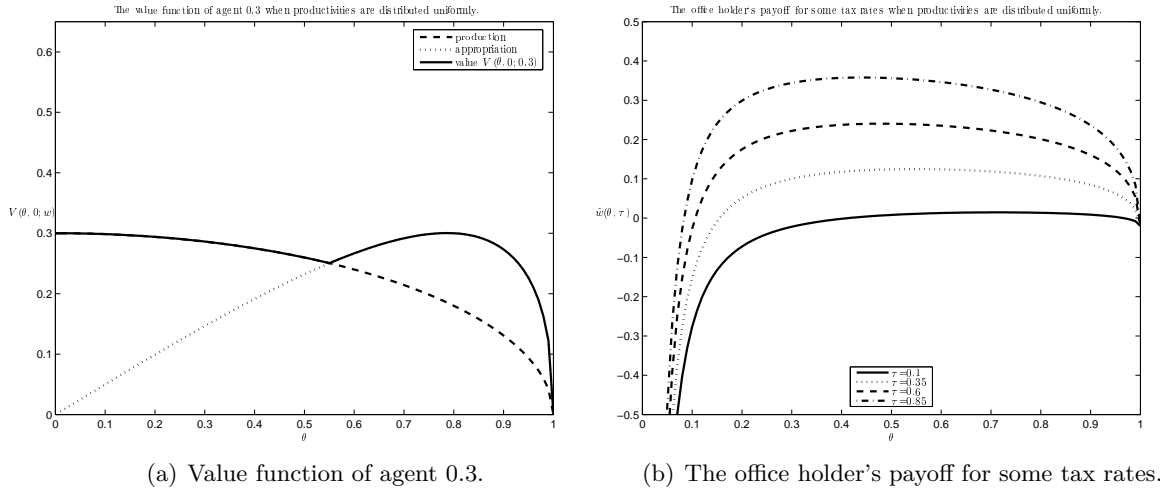 The value function of agent 0.3 when productivities are distributed uniformly.
production
appropriation
value V(θ, 0; 0.3)
0.6
0.5
0.4
V(θ, 0; w)
0.3
0.2
0.1
0
0 0.1 0.2 0.3 0.4 0.5 0.6 0.7 0.8 0.9 1
θ
(a) Value function of agent 0.3.
The office holder's payoff for some tax rates when productivities are distributed uniformly.
0.5
0.4
0.3
0.2
0.1
w̃(θ, τ)
0
−0.1
−0.2
−0.3
−0.4
−0.5
τ=0.1
τ=0.35
τ=0.6
τ=0.85
0 0.1 0.2 0.3 0.4 0.5 0.6 0.7 0.8 0.9 1
θ
(b) The office holder's payoff for some tax rates.